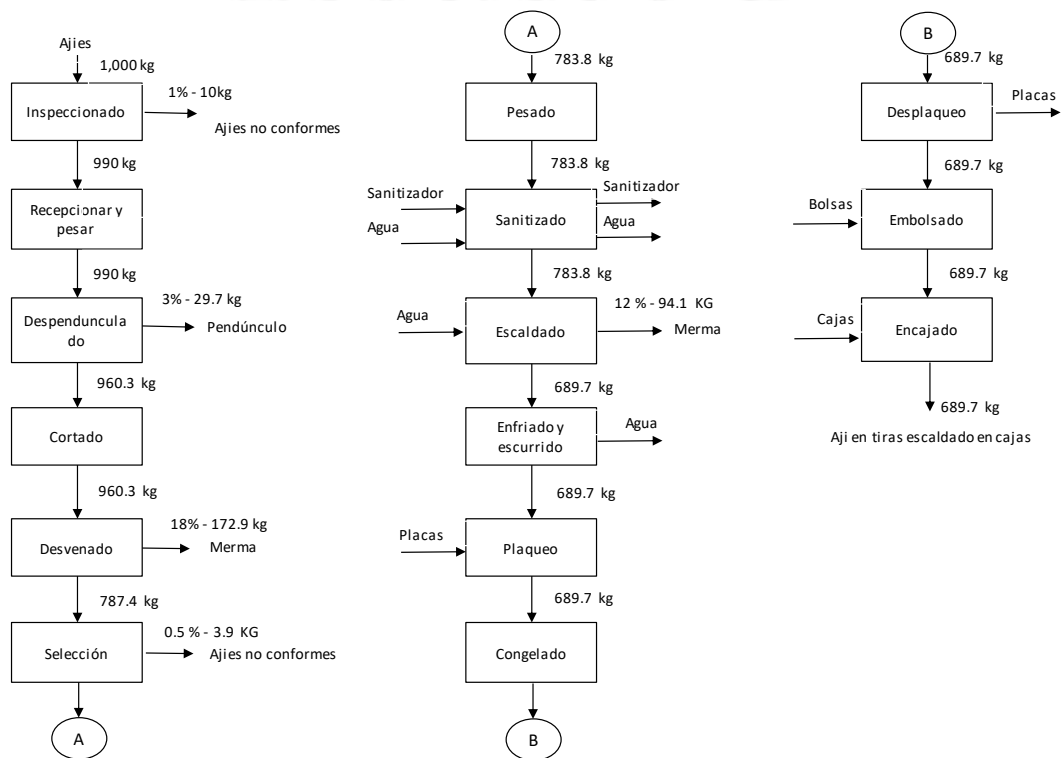 Ajies
1,000 kg
Inspeccionado
1% - 10kg
Ajies no conformes
990 kg
Recepcionar y
pesar
990 kg
Despenduncula
do
3% - 29.7 kg
Pendúnculo
960.3 kg
Cortado
960.3 kg
Desvenado
18% - 172.9 kg
Merma
787.4 kg
Selección
0.5 % - 3.9 KG
Ajies no conformes
A
A
783.8 kg
Pesado
783.8 kg
Sanitizador
Agua
Sanitizado
Sanitizador
Agua
783.8 kg
Agua
Escaldado
12 % - 94.1 KG
Merma
689.7 kg
Enfriado y
escurrido
Agua
689.7 kg
Placas
Plaqueo
689.7 kg
Congelado
B
B
689.7 kg
Desplaqueo
Placas
689.7 kg
Bolsas
Embolsado
689.7 kg
Cajas
Encajado
689.7 kg
Aji en tiras escaldado en cajas